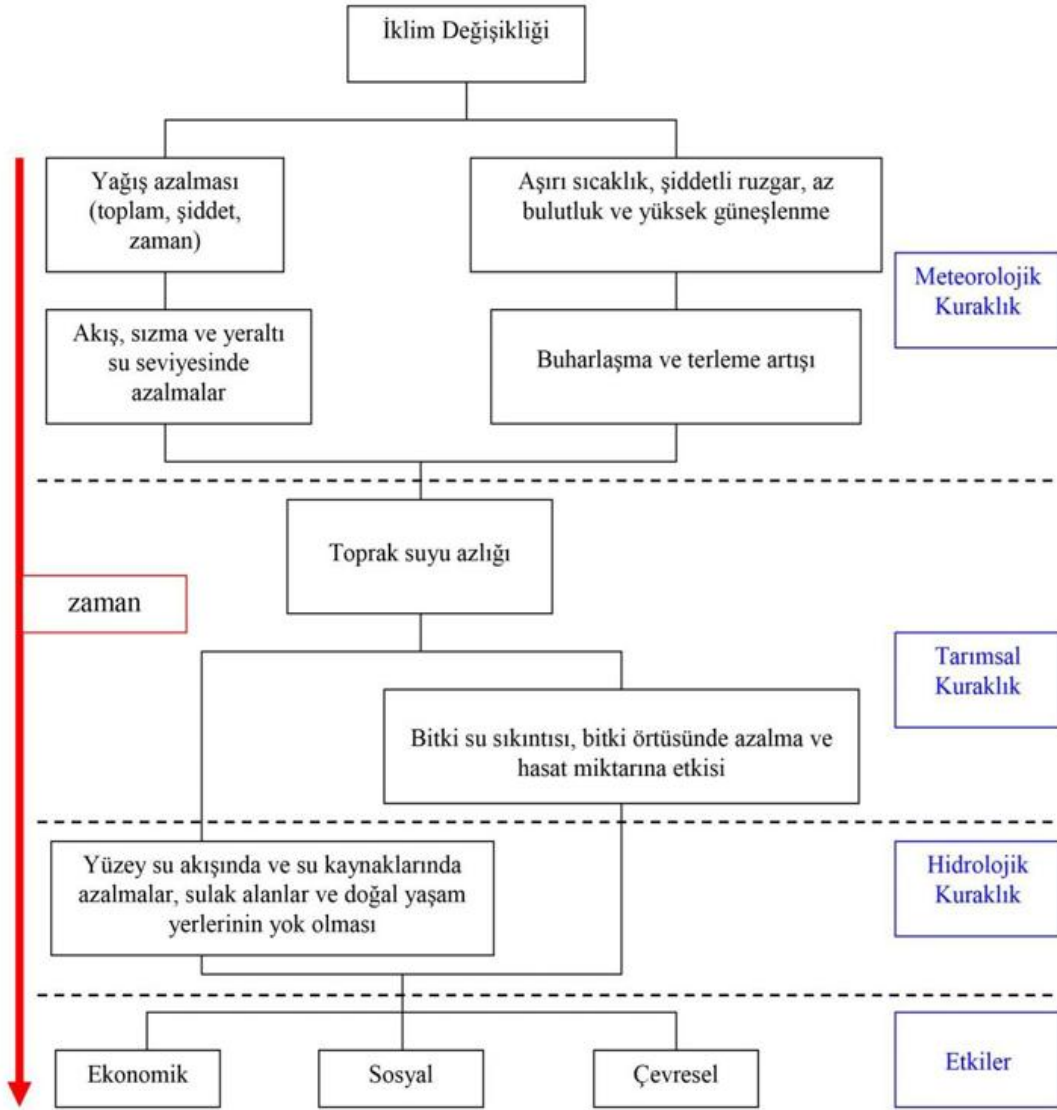 İklim Değişikliği
Yağış azalması
(toplam, şiddet,
zaman)
Aşırı sıcaklık, şiddetli ruzgar, az
bulutluk ve yüksek güneşlenme
Meteorolojik
Kuraklık
Akış, sızma ve yeraltı
su seviyesinde
azalmalar
Buharlaşma ve terleme artışı
Toprak suyu azlığı
zaman
Tarımsal
Kuraklık
Bitki su sıkıntısı, bitki örtüsünde azalma ve
hasat miktarına etkisi
Yüzey su akışında ve su kaynaklarında
azalmalar, sulak alanlar ve doğal yaşam
yerlerinin yok olması
Hidrolojik
Kuraklık
Ekonomik
Sosyal
Çevresel
Etkiler